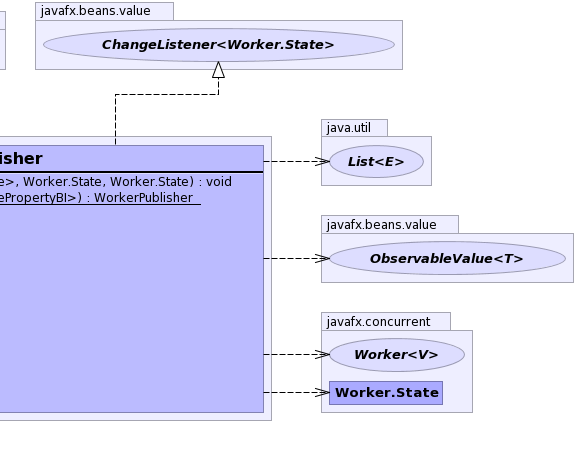 javafx.beans.value
ChangeListener<Worker.State>
isher
e>, Worker.State, Worker.State) : void
ePropertyBI>) : WorkerPublisher
java.util
List<E>
javafx.beans.value
ObservableValue<T>
javafx.concurrent
Worker<V>
Worker.State